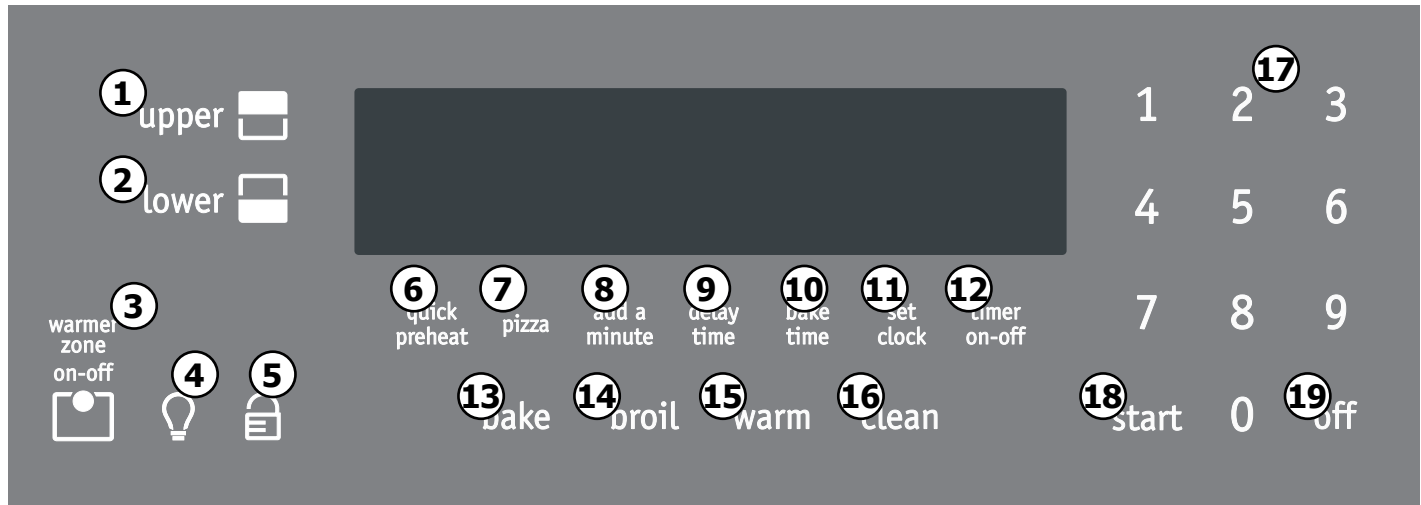 1
upper
2
lower
3
warmer
zone
on-off
4
5
6
quick
preheat
7
pizza
8
add a
minute
9
delay
time
10
bake
time
11
set
clock
12
timer
on-off
13
bake
14
broil
15
warm
16
clean
17
1 2 3
4 5 6
7 8 9
18
start
0
19
off